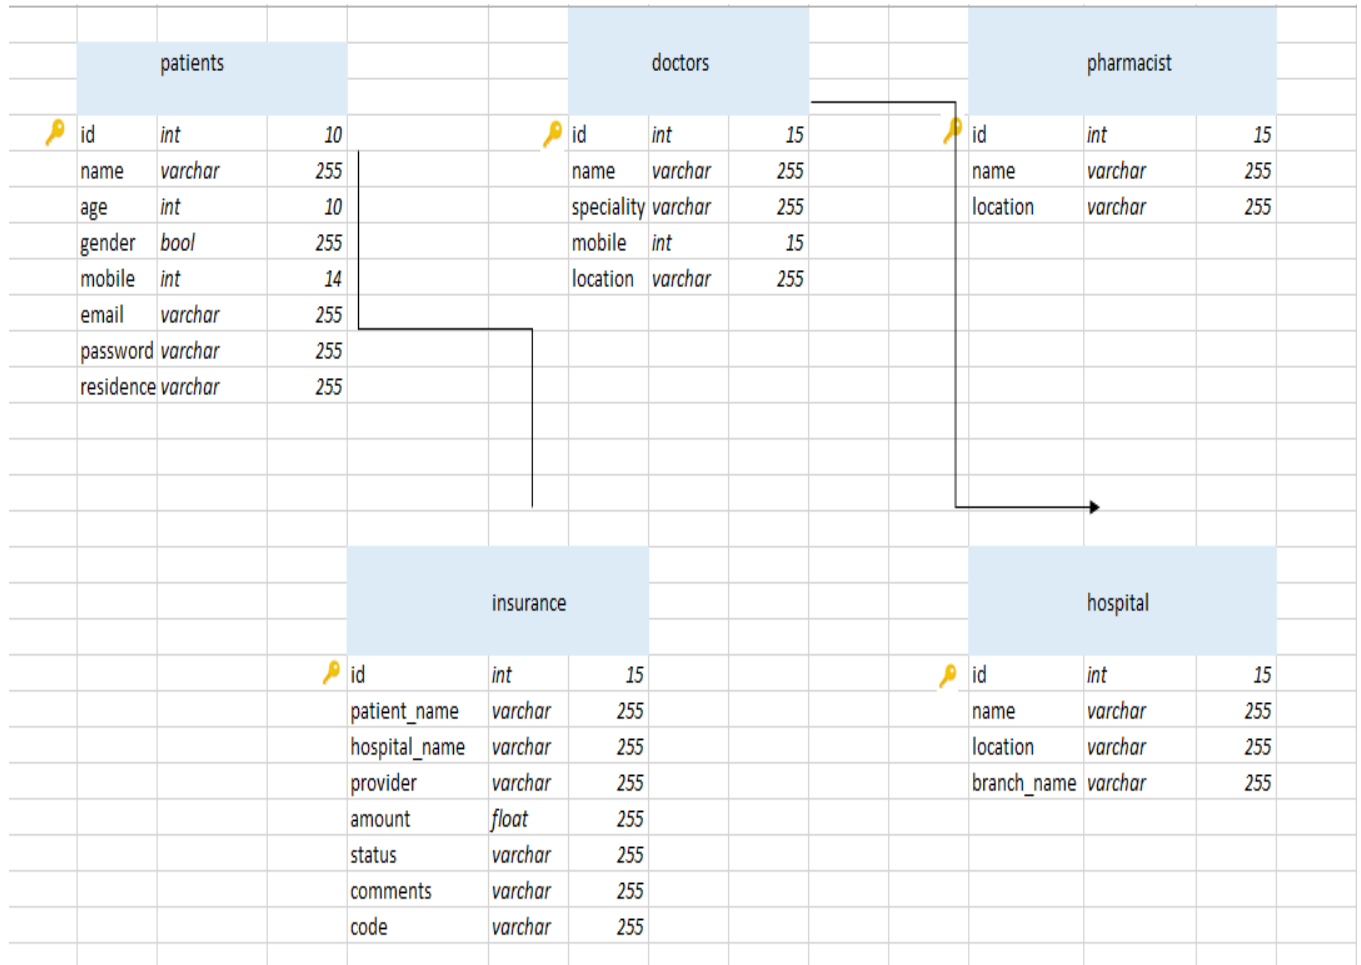 patients
id int 10
name varchar 255
age int 10
gender bool 255
mobile int 14
email varchar 255
password varchar 255
residence varchar 255
doctors
id int 15
name varchar 255
speciality varchar 255
mobile int 15
location varchar 255
pharmacist
id int 15
name varchar 255
location varchar 255
insurance
id int 15
patient_name varchar 255
hospital_name varchar 255
provider varchar 255
amount float 255
status varchar 255
comments varchar 255
code varchar 255
hospital
id int 15
name varchar 255
location varchar 255
branch_name varchar 255